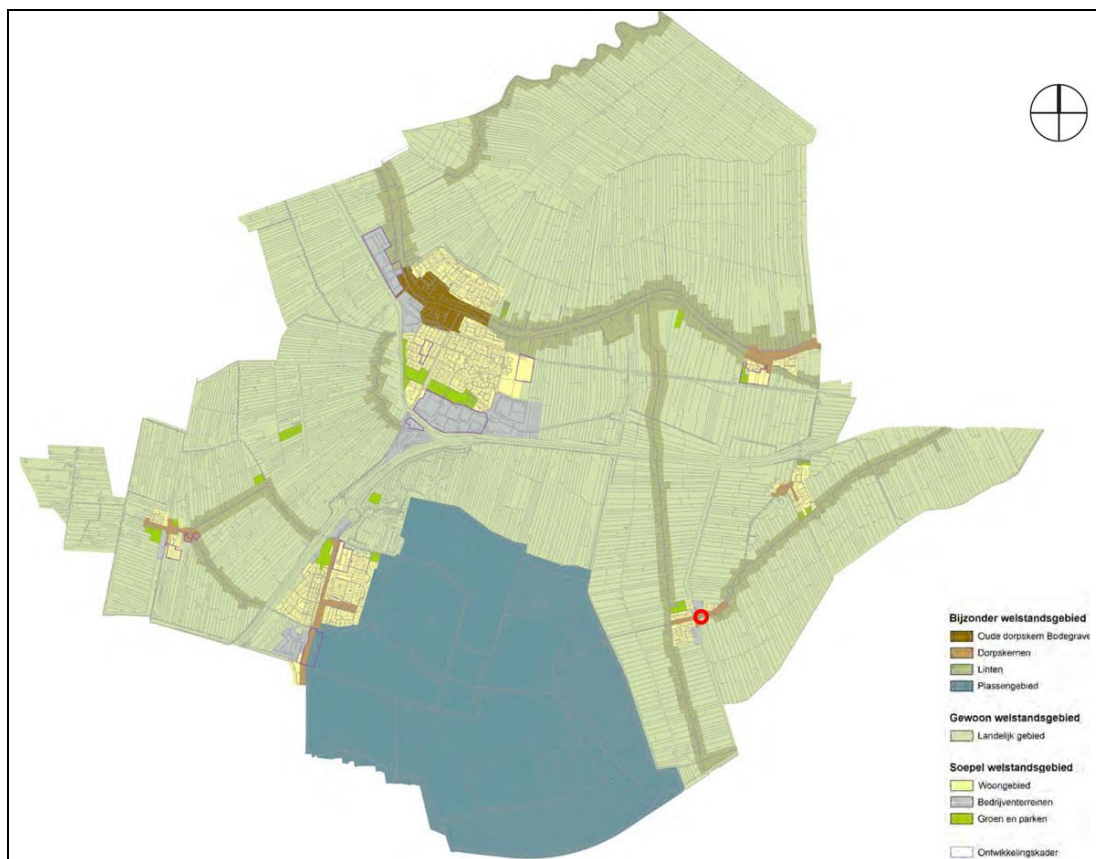 Bijzonder welstandsgebied
Oude dorpskern Bodegrave
Dorpskernen
Linten
Plassengebied
Gewoon welstandsgebied
Landelijk gebied
Soepel welstandsgebied
Woongebied
Bedrijventerreinen
Groen en parken
Ontwikkelingskader